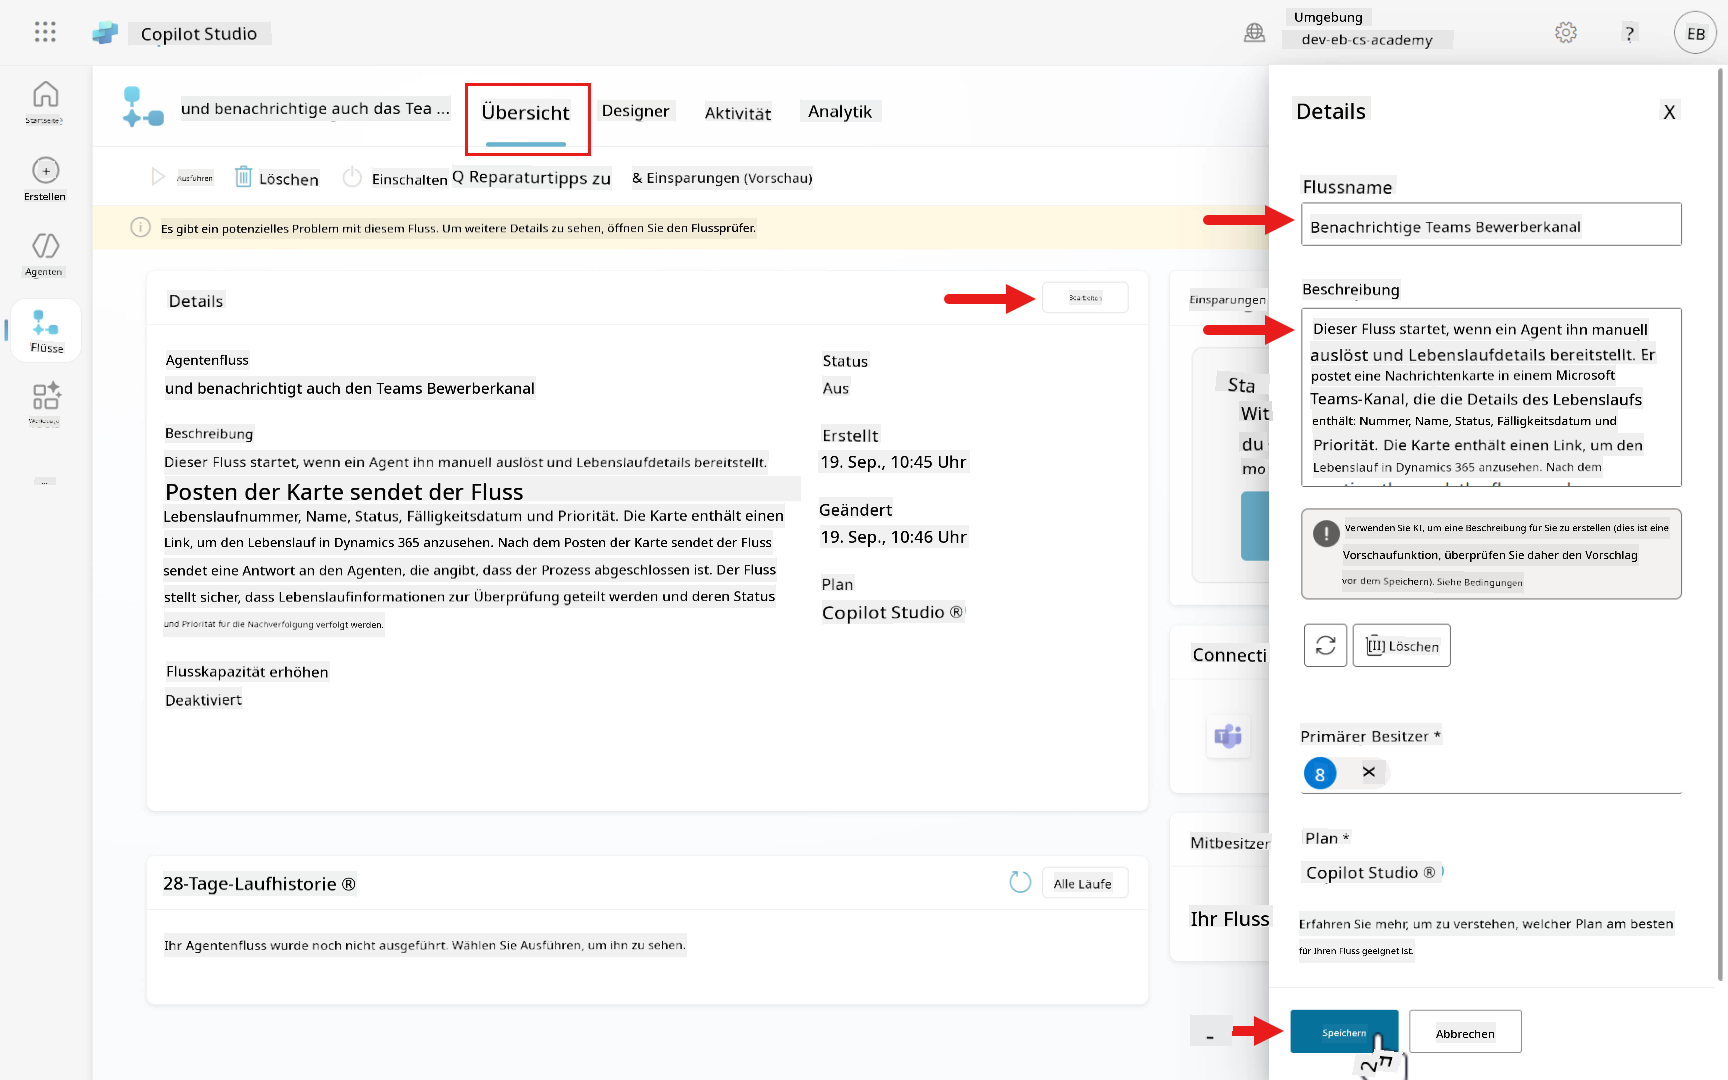 Copilot Studio
Umgebung
dev-eb-cs-academy
?
EB
Startseite
Erstellen
Agenten
Flüsse
und benachrichtige auch das Tea ...
Übersicht
Designer
Aktivität
Analytik
Ausführen
Löschen
Einschalten
Q Reparaturtipps zu
& Einsparungen (Vorschau)
Es gibt ein potenzielles Problem mit diesem Fluss. Um weitere Details zu sehen, öffnen Sie den Flussprüfer.
Details
Bearbeiten
Agentenfluss
und benachrichtigt auch den Teams Bewerberkanal
Beschreibung
Dieser Fluss startet, wenn ein Agent ihn manuell auslöst und Lebenslaufdetails bereitstellt.
Posten der Karte sendet der Fluss
Lebenslaufnummer, Name, Status, Fälligkeitsdatum und Priorität. Die Karte enthält einen
Link, um den Lebenslauf in Dynamics 365 anzusehen. Nach dem Posten der Karte sendet der Fluss
sendet eine Antwort an den Agenten, die angibt, dass der Prozess abgeschlossen ist. Der Fluss
stellt sicher, dass Lebenslaufinformationen zur Überprüfung geteilt werden und deren Status
und Priorität für die Nachverfolgung verfolgt werden.
Flusskapazität erhöhen
Deaktiviert
Status
Aus
Erstellt
19. Sep., 10:45 Uhr
Geändert
19. Sep., 10:46 Uhr
Plan
Copilot Studio ®
28-Tage-Laufhistorie ®
Alle Läufe
Ihr Agentenfluss wurde noch nicht ausgeführt. Wählen Sie Ausführen, um ihn zu sehen.
Einsparungen
Sta
Wit
du
mo
Connecti
Mitbesitzer
Ihr Fluss
Details
X
Flussname
Benachrichtige Teams Bewerberkanal
Beschreibung
Dieser Fluss startet, wenn ein Agent ihn manuell
auslöst und Lebenslaufdetails bereitstellt. Er
postet eine Nachrichtenkarte in einem Microsoft
Teams-Kanal, die die Details des Lebenslaufs
enthält: Nummer, Name, Status, Fälligkeitsdatum und
Priorität. Die Karte enthält einen Link, um den
Lebenslauf in Dynamics 365 anzusehen. Nach dem
Verwenden Sie KI, um eine Beschreibung für Sie zu erstellen (dies ist eine
Vorschaufunktion, überprüfen Sie daher den Vorschlag
vor dem Speichern). Siehe Bedingungen
[II] Löschen
Primärer Besitzer *
8
Plan *
Copilot Studio ®
Erfahren Sie mehr, um zu verstehen, welcher Plan am besten
für Ihren Fluss geeignet ist.
Speichern
Abbrechen